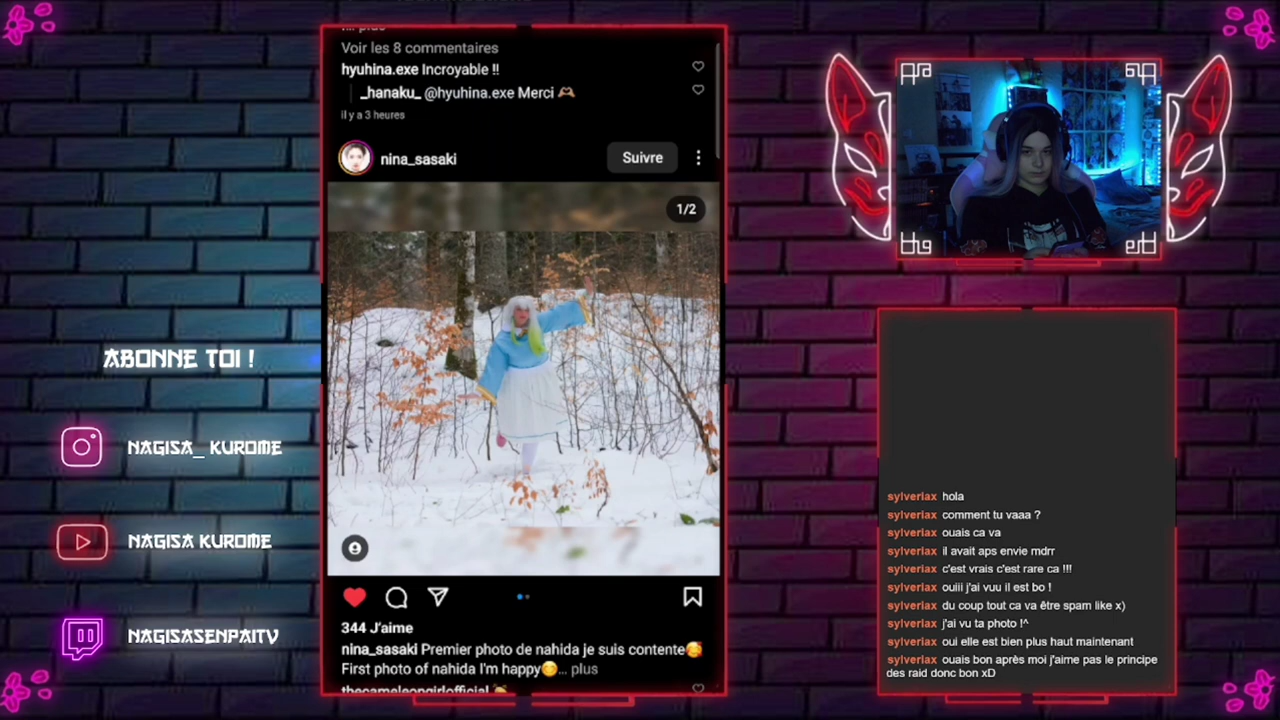 Voir les 8 commentaires
hyuhina.exe Incroyable !!
_hanaku_ @hyuhina.exe Merci 🫶
il y a 3 heures
nina_sasaki
Suivre
1/2
344 J'aime
nina_sasaki Premier photo de nahida je suis contente🥰
First photo of nahida I'm happy😊... plus
thecameleongirlofficial
ABONNE TOI !
NAGISA_ KUROME
NAGISA KUROME
NAGISASENPAITV
sylveriax hola
sylveriax comment tu vaaa ?
sylveriax ouais ca va
sylveriax il avait aps envie mdrr
sylveriax c'est vrais c'est rare ca !!!
sylveriax ouiii j'ai vuu il est bo !
sylveriax du coup tout ca va être spam like x)
sylveriax j'ai vu ta photo !^
sylveriax oui elle est bien plus haut maintenant
sylveriax ouais bon après moi j'aime pas le principe
des raid donc bon xD